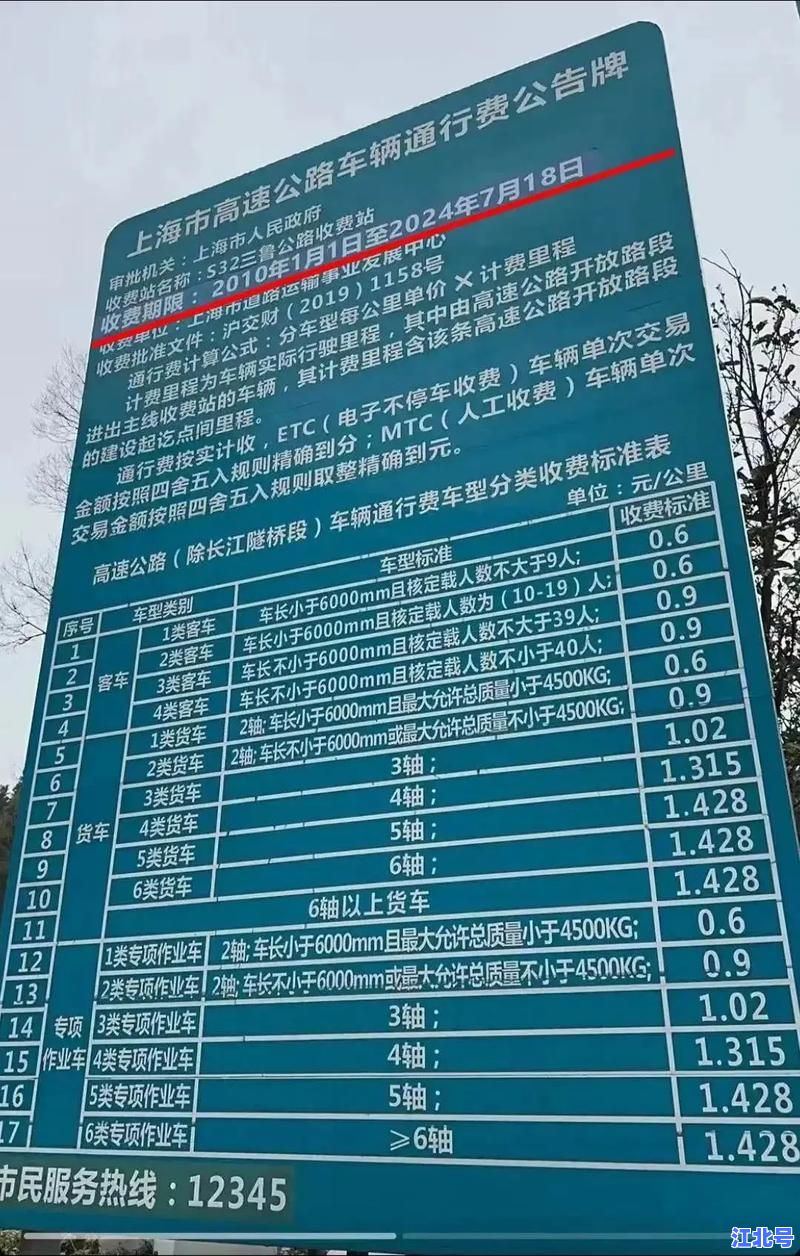 上海市高速公路车辆通行费公告牌
审批机关：上海市人民政府
收费站名称：S32三鲁公路收费站
收费期限：2010年1月1日至2024年7月18日
收费单位：上海市道路运输事业发展中心
收费批准文件：沪交财（2019）1158号
通行费计算公式：分车型每公里单价×计费里程
计费里程为车辆实际行驶里程，其中由高速公路开放路段
进出主线收费站的车辆，其计费里程含该条高速公路开放路段
的建设起讫点间里程。
通行费按实计收，ETC（电子不停车收费）车辆单次交易
金额按照四舍五入规则精确到分；MTC（人工收费）车辆单次
交易金额按照四舍五入规则取整精确到元。
高速公路（除长江隧桥段）车辆通行费车型分类收费标准表
单位：元/公里
序号 车型类别 车型标准 收费标准
1 客车 1类客车 车长小于6000mm且核定载人数不大于9人； 0.6
2 2类客车 车长小于6000mm且核定载人数为（10-19）人； 0.6
3 3类客车 车长不小于6000mm且核定载人数不大于39人； 0.9
4 4类客车 车长不小于6000mm且核定载人数不小于40人； 0.9
5 货车 1类货车 2轴；车长小于6000mm且最大允许总质量小于4500KG； 0.6
6 2类货车 2轴；车长不小于6000mm或最大允许总质量不小于4500KG； 0.9
7 3类货车 3轴； 1.02
8 4类货车 4轴； 1.315
9 5类货车 5轴； 1.428
10 6类货车 6轴； 1.428
11 6轴以上货车 1.428
12 专项作业车 1类专项作业车 2轴；车长小于6000mm且最大允许总质量小于4500KG； 0.6
13 2类专项作业车 2轴；车长不小于6000mm或最大允许总质量不小于4500KG； 0.9
14 3类专项作业车 3轴； 1.02
15 4类专项作业车 4轴； 1.315
16 5类专项作业车 5轴； 1.428
17 6类专项作业车 ≥6轴 1.428
市民服务热线：12345
江北号